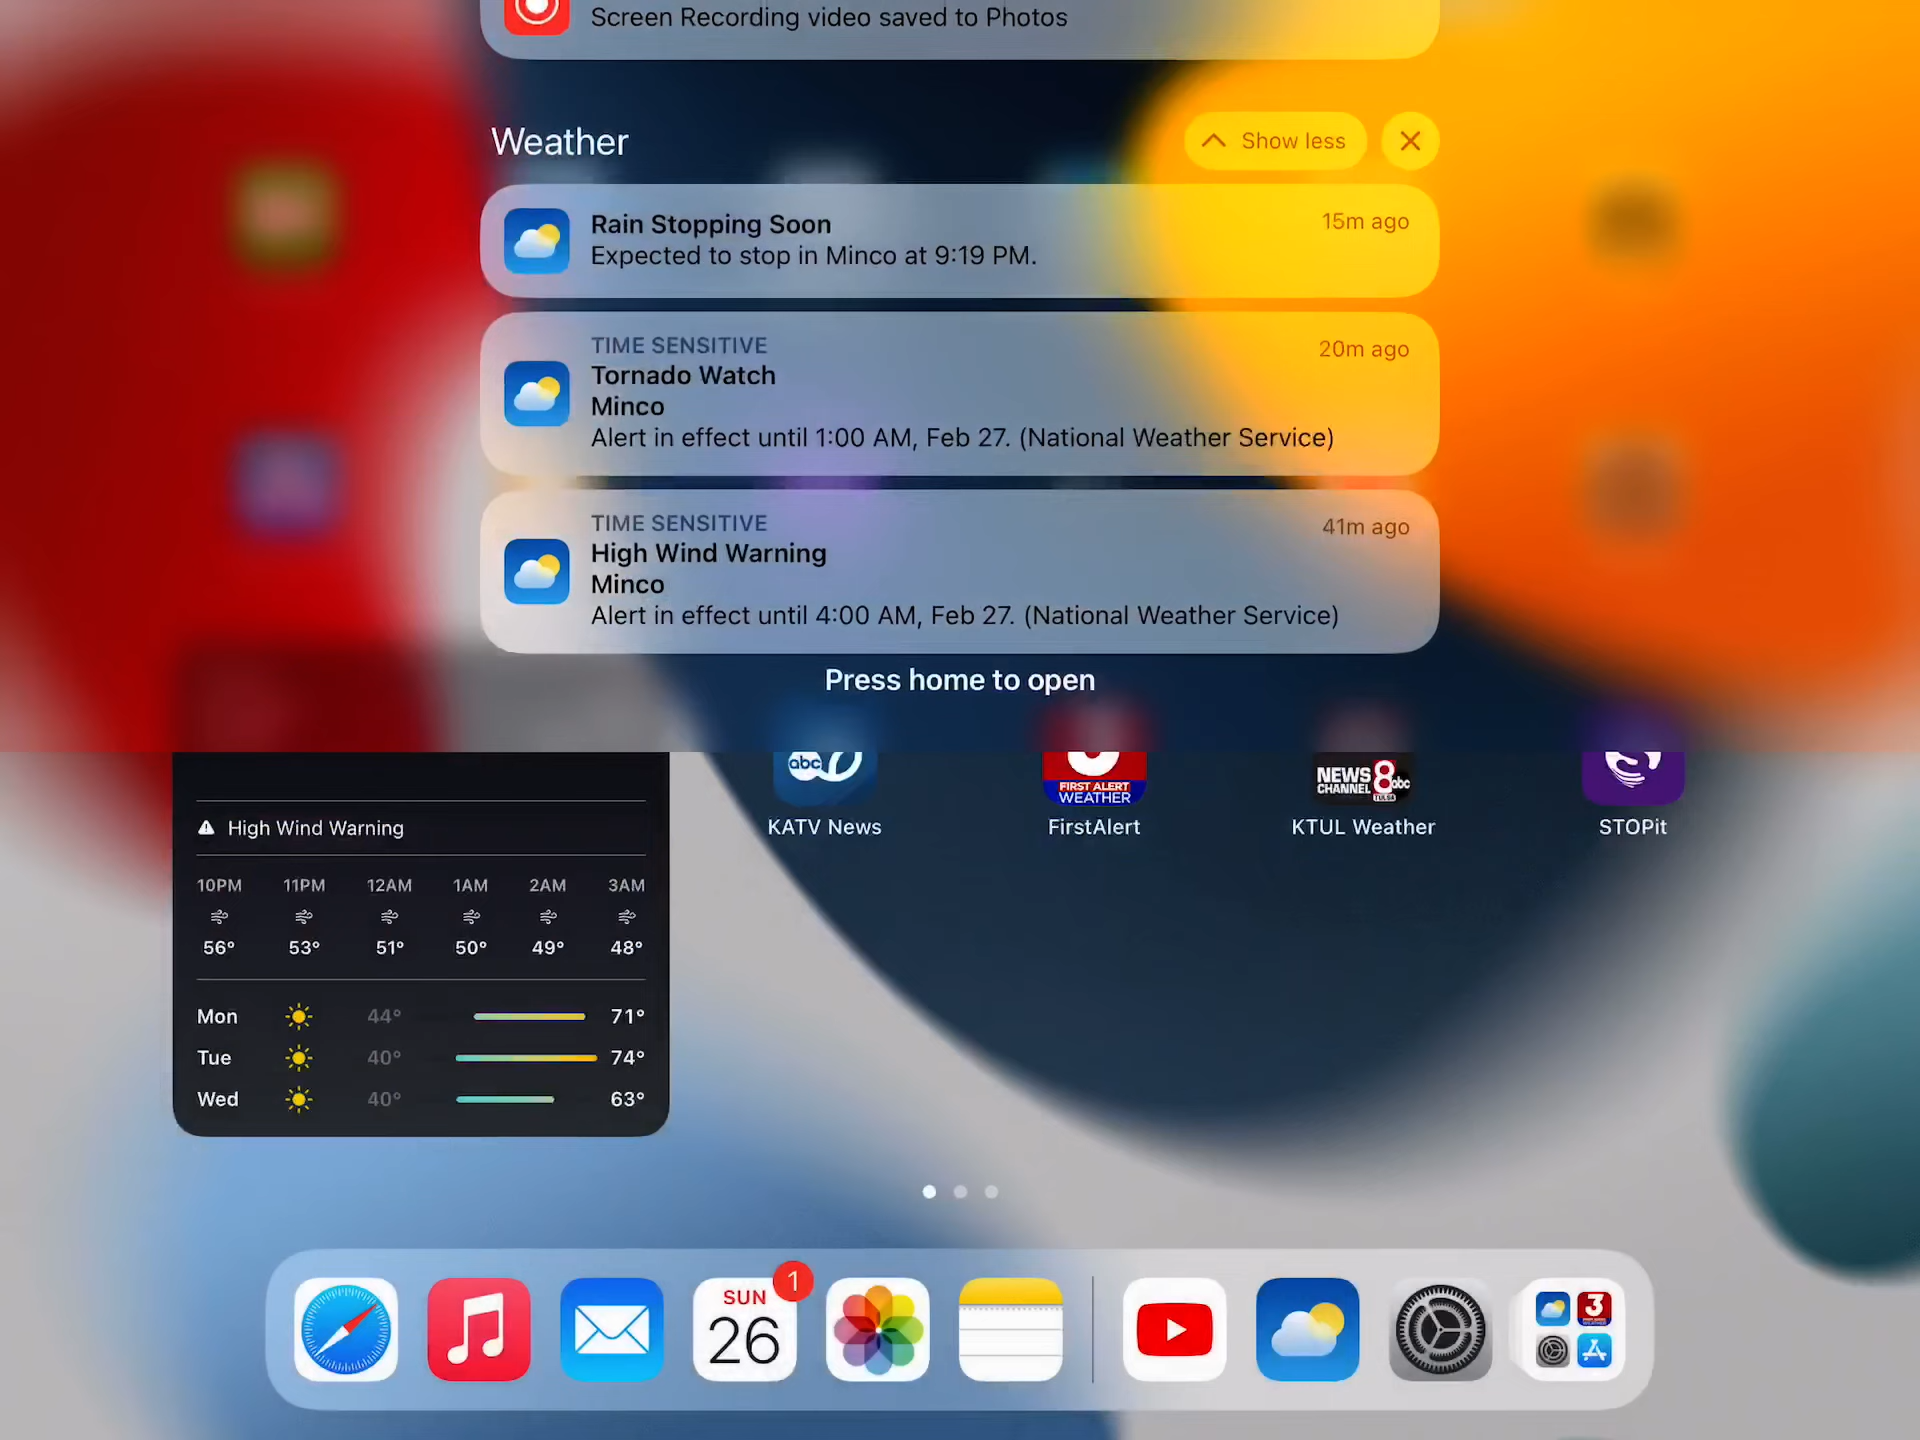 Screen Recording video saved to Photos
Weather
Show less
Rain Stopping Soon
15m ago
Expected to stop in Minco at 9:19 PM.
TIME SENSITIVE
20m ago
Tornado Watch
Minco
Alert in effect until 1:00 AM, Feb 27. (National Weather Service)
TIME SENSITIVE
41m ago
High Wind Warning
Minco
Alert in effect until 4:00 AM, Feb 27. (National Weather Service)
Press home to open
abc
FIRST ALERT
WEATHER
NEWS
CHANNEL
8
abc
TULSA
KATV News
FirstAlert
KTUL Weather
STOPit
High Wind Warning
10PM 11PM 12AM 1AM 2AM 3AM
56° 53° 51° 50° 49° 48°
Mon 44° 71°
Tue 40° 74°
Wed 40° 63°
SUN
26
1
3